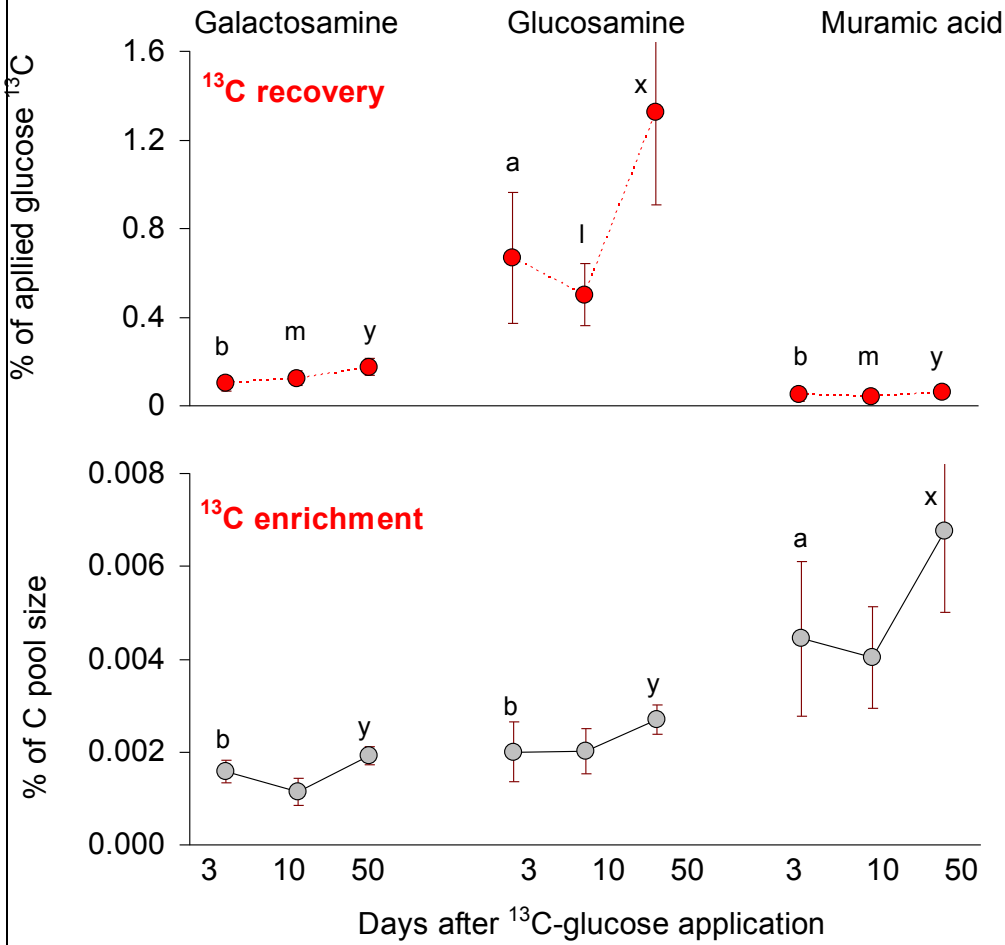 Galactosamine Glucosamine Muramic acid
% of apllied glucose ¹³C
1.6
1.2
0.8
0.4
0
¹³C recovery
b m y
a l x
b m y
% of C pool size
0.008
0.006
0.004
0.002
0.000
¹³C enrichment
b y
b y
a x
3 10 50 3 10 50 3 10 50
Days after ¹³C-glucose application